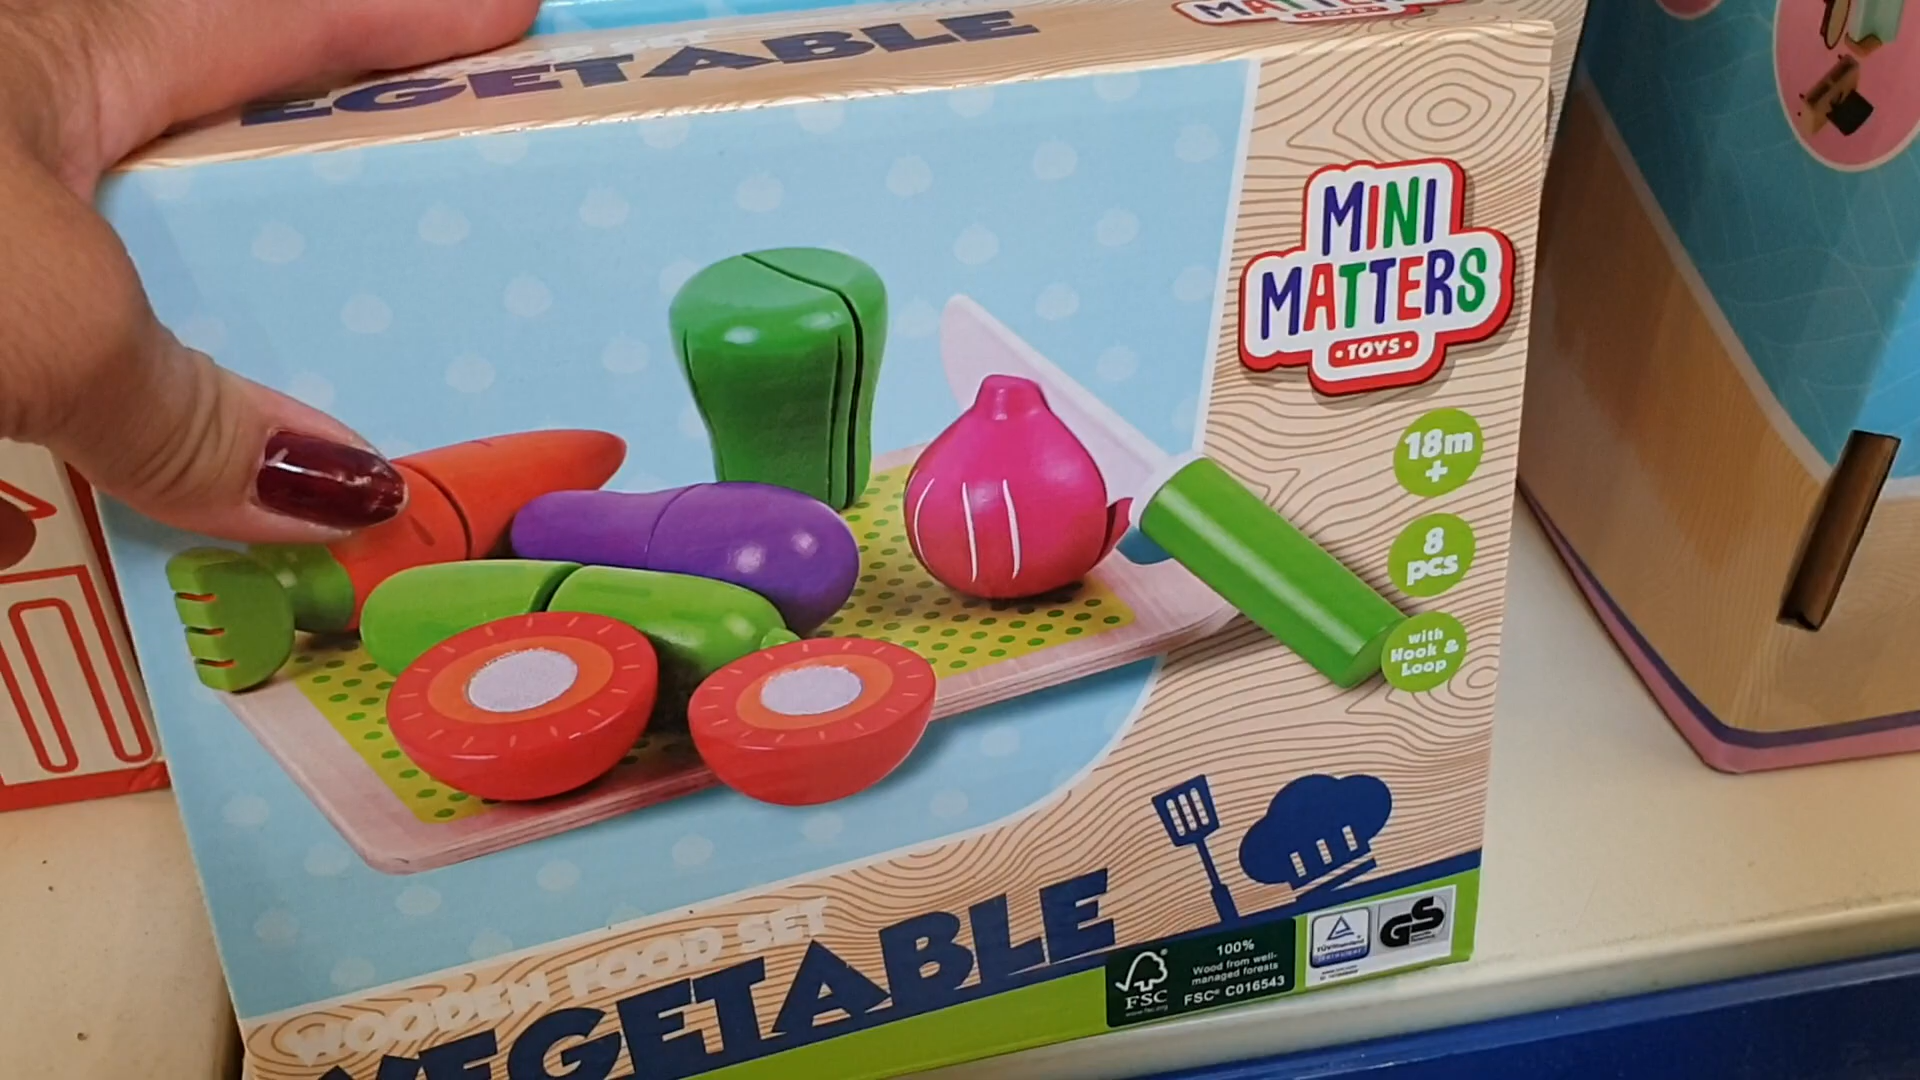 EGETABLE
MINI
MATTERS
TOYS
18m
+
8
pcs
with
Hook &
Loop
WOODEN FOOD SET
VEGETABLE
FSC
100%
Wood from well-
managed forests
FSC® C016543
TÜVRheinland
GS